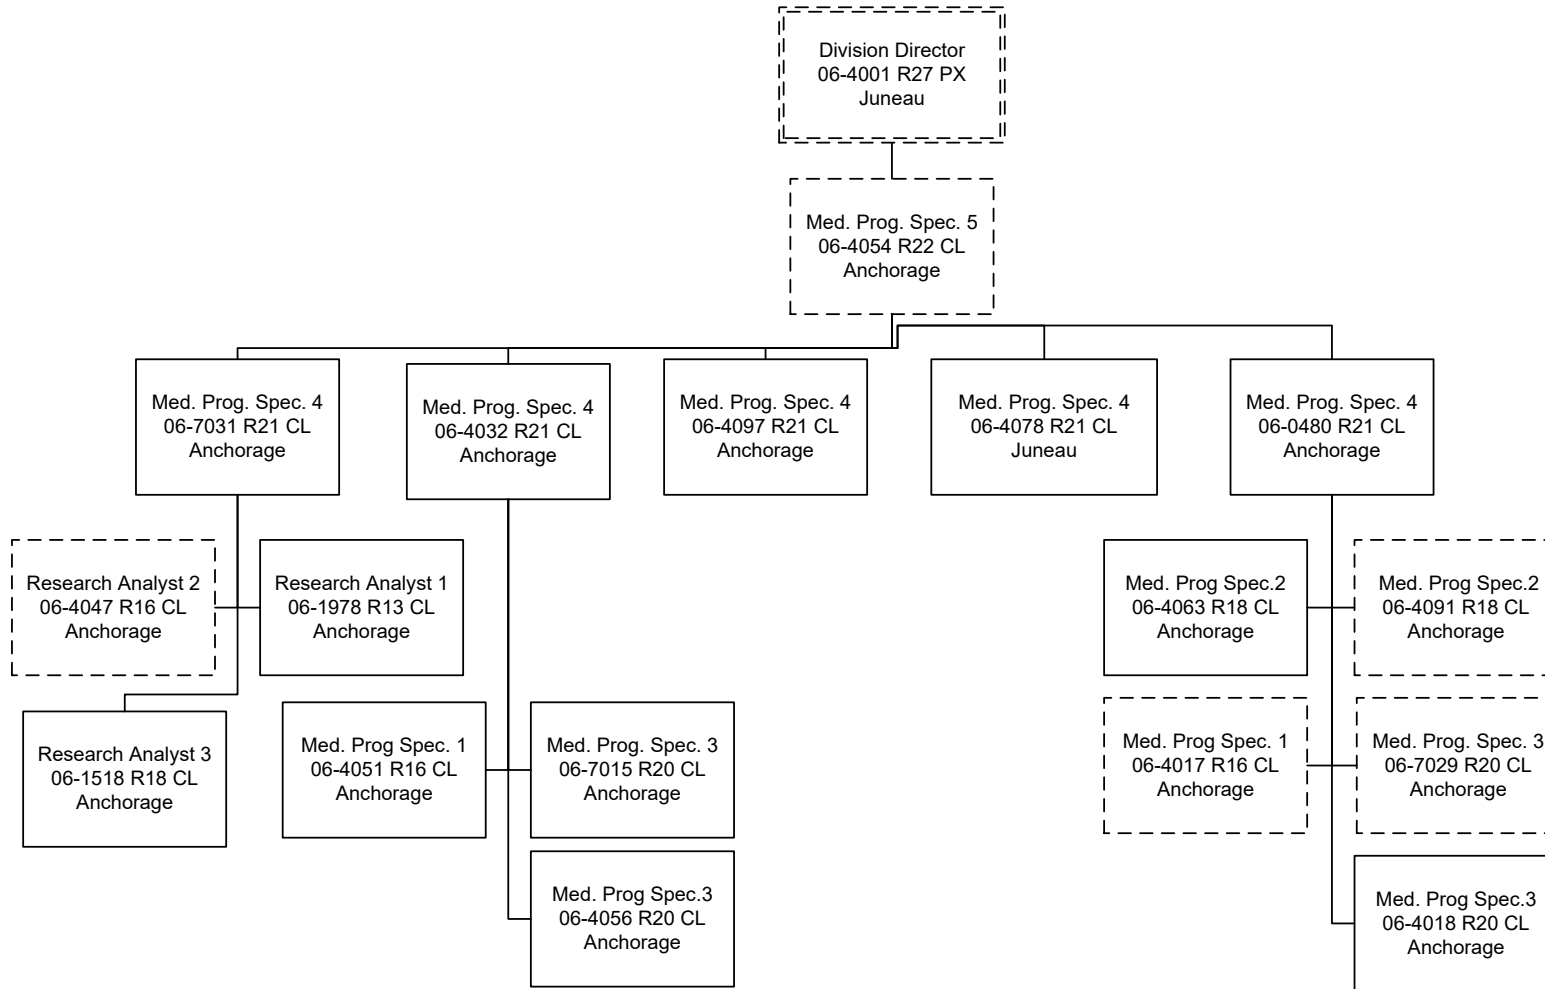 Division Director
06-4001 R27 PX
Juneau
Med. Prog. Spec. 5
06-4054 R22 CL
Anchorage
Med. Prog. Spec. 4
06-7031 R21 CL
Anchorage
Med. Prog. Spec. 4
06-4032 R21 CL
Anchorage
Med. Prog. Spec. 4
06-4097 R21 CL
Anchorage
Med. Prog. Spec. 4
06-4078 R21 CL
Juneau
Med. Prog. Spec. 4
06-0480 R21 CL
Anchorage
Research Analyst 2
06-4047 R16 CL
Anchorage
Research Analyst 1
06-1978 R13 CL
Anchorage
Med. Prog Spec.2
06-4063 R18 CL
Anchorage
Med. Prog Spec.2
06-4091 R18 CL
Anchorage
Research Analyst 3
06-1518 R18 CL
Anchorage
Med. Prog Spec. 1
06-4051 R16 CL
Anchorage
Med. Prog. Spec. 3
06-7015 R20 CL
Anchorage
Med. Prog Spec. 1
06-4017 R16 CL
Anchorage
Med. Prog. Spec. 3
06-7029 R20 CL
Anchorage
Med. Prog Spec.3
06-4056 R20 CL
Anchorage
Med. Prog Spec.3
06-4018 R20 CL
Anchorage